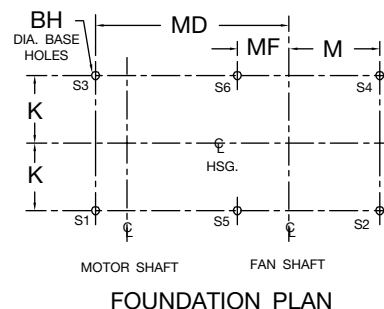 BH
DIA. BASE
HOLES
MD
MF
M
S3
S6
S4
K
K
℄
HSG.
S1
S5
S2
℄
℄
MOTOR SHAFT
FAN SHAFT
FOUNDATION PLAN